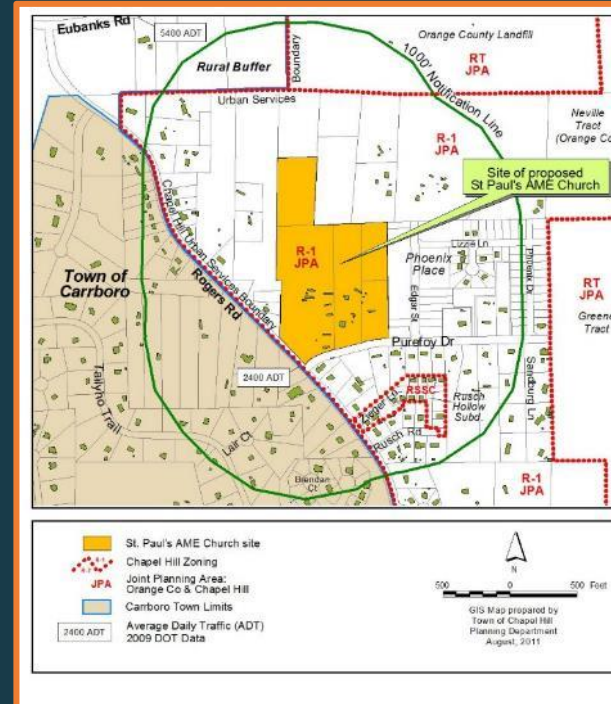 Eubanks Rd
5400 ADT
Rural Buffer
Boundary
Orange County Landfill
RT
JPA
1000' Notification Line
Urban Services
R-1
JPA
Neville
Tract
(Orange Co
Site of proposed
St Paul's AME Church
Chapel Hill Urban Services Boundary
R-1
JPA
Town of
Carrboro
Rogers Rd
Phoenix
Place
Lizzie Ln
Phoenix Dr
Edgar St
RT
JPA
Greene
Tract
Purefoy Dr
2400 ADT
Tallyho Trail
RSSC
Rusch
Hollow
Subd.
Sandberg Ln
Rusch Rd
Lair Ct
Brendan
Ct
R-1
JPA
St. Paul's AME Church site
Chapel Hill Zoning
JPA Joint Planning Area:
Orange Co & Chapel Hill
Carrboro Town Limits
2400 ADT Average Daily Traffic (ADT)
2009 DOT Data
N
500 0 500 Feet
GIS Map prepared by
Town of Chapel Hill
Planning Department
August, 2011